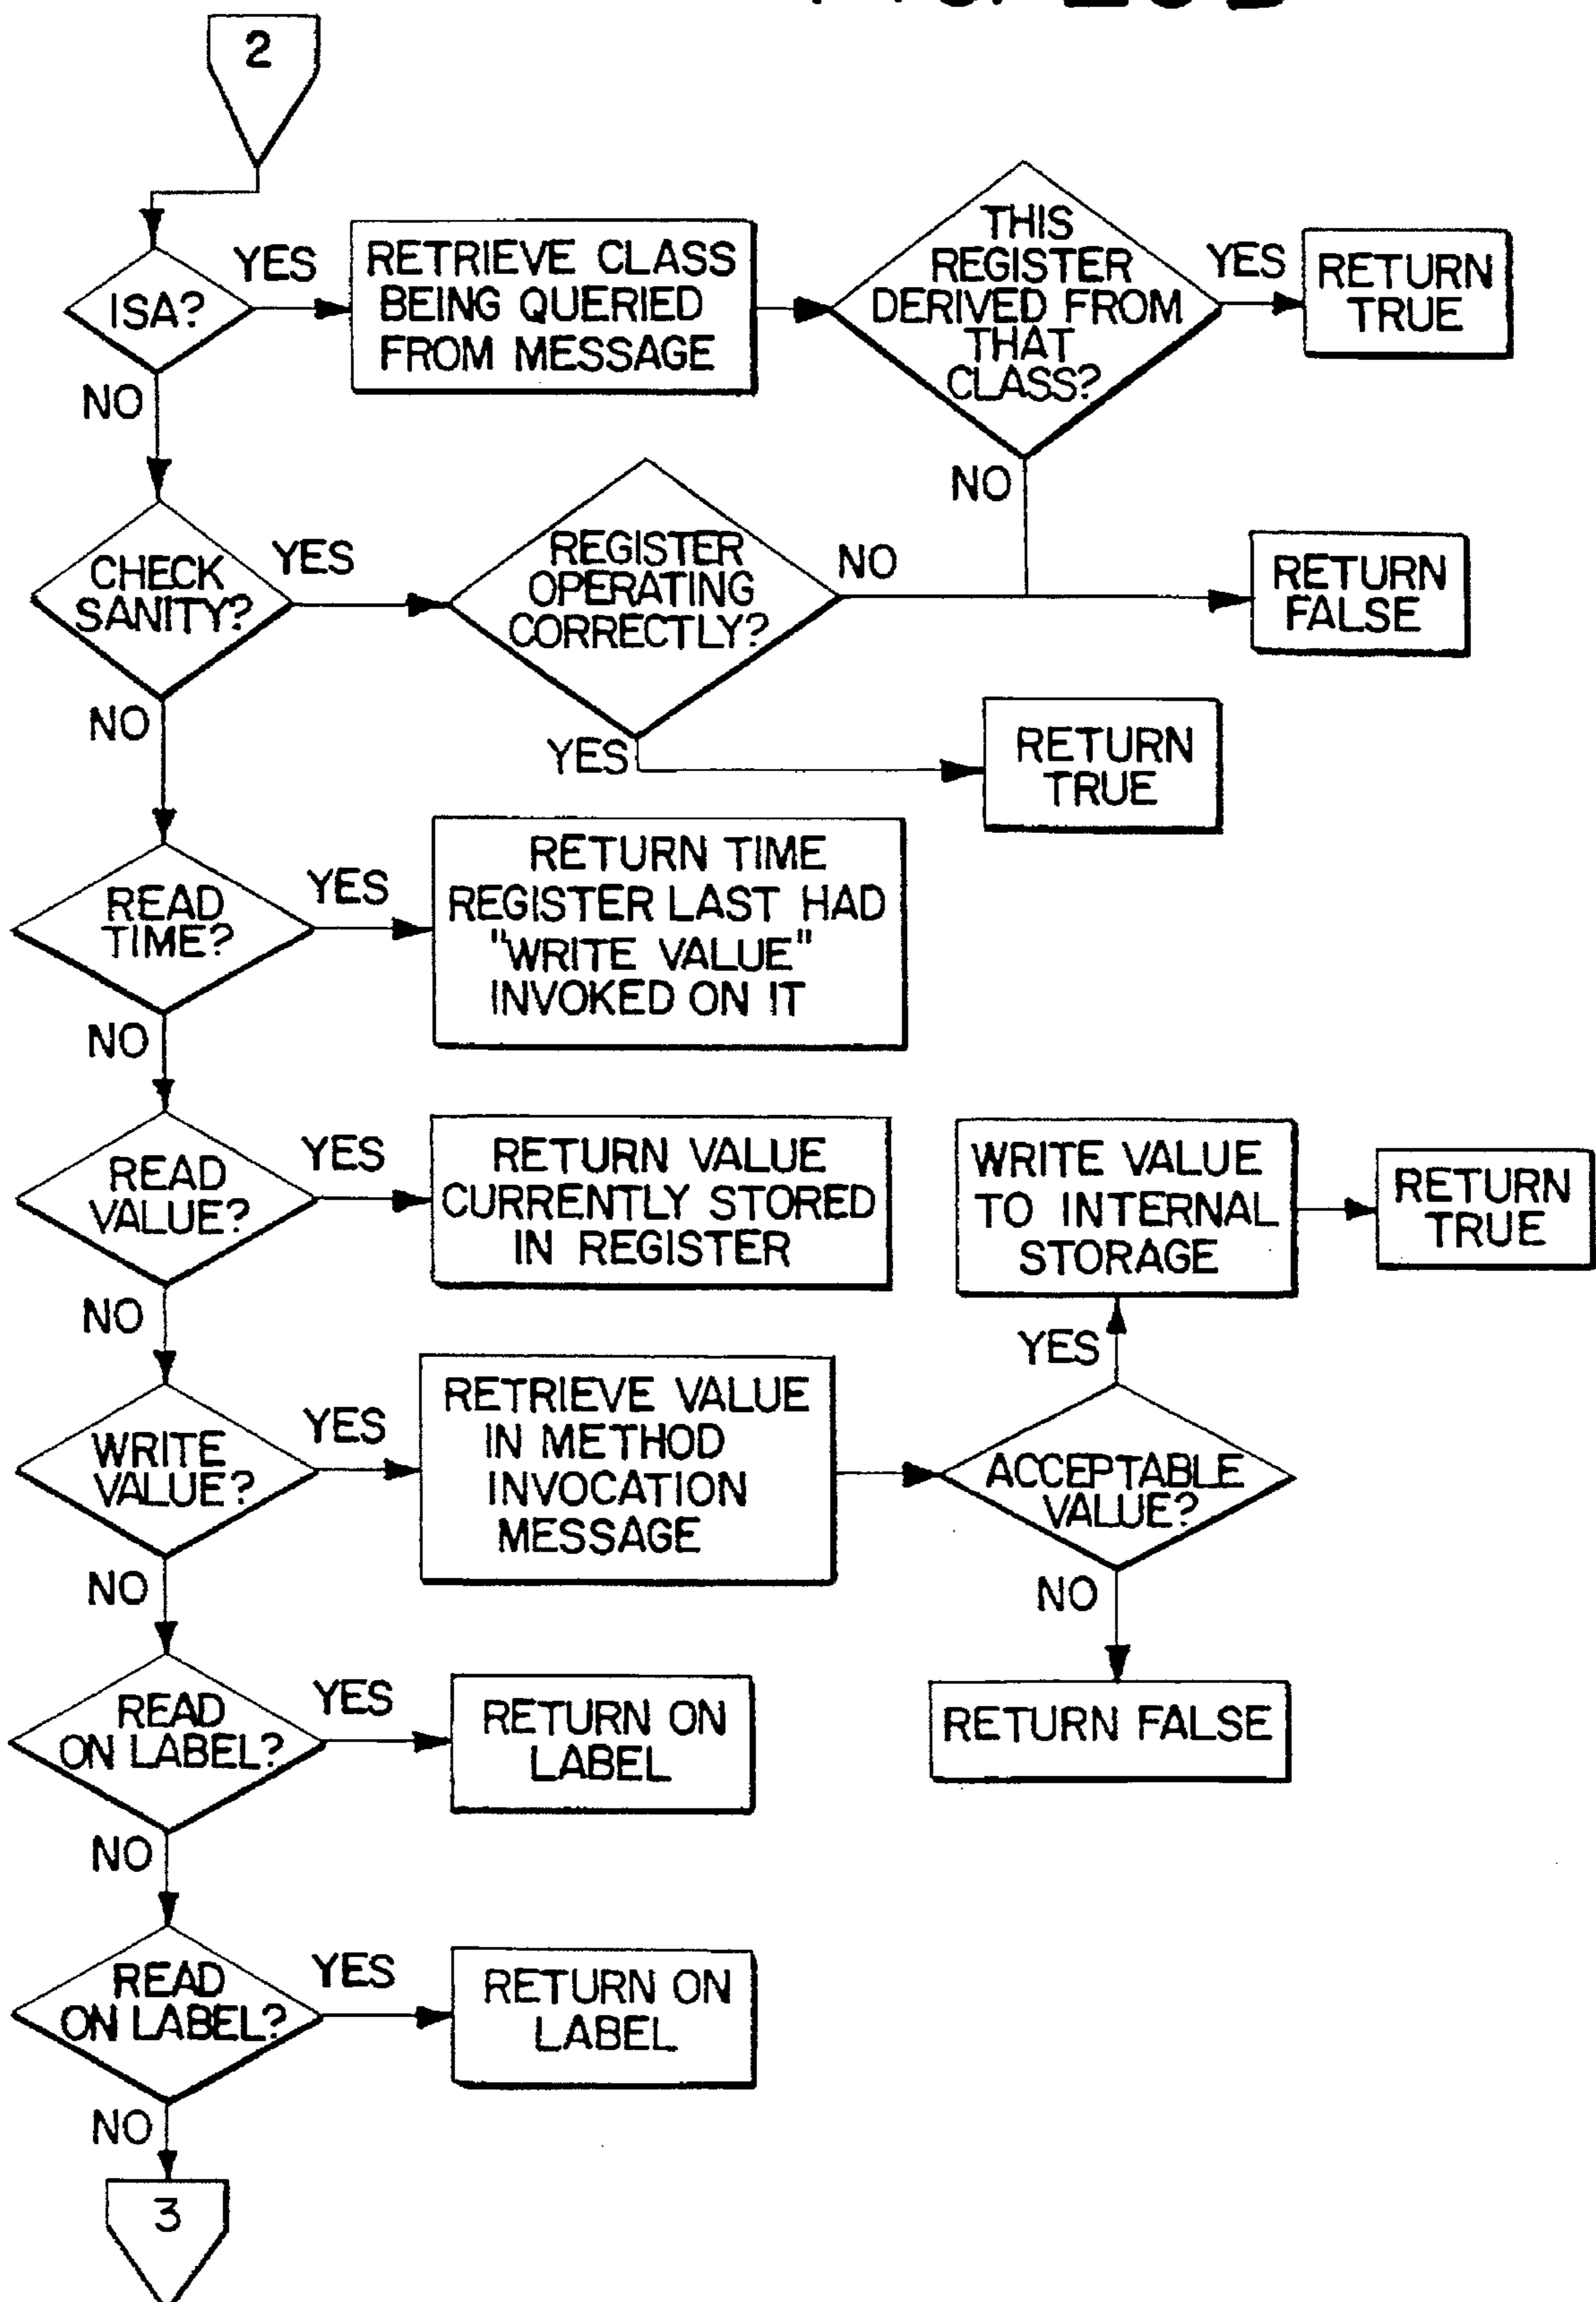 2
ISA?
YES
RETRIEVE CLASS
BEING QUERIED
FROM MESSAGE
THIS
REGISTER
DERIVED FROM
THAT
CLASS?
YES
RETURN
TRUE
NO
NO
CHECK
SANITY?
YES
REGISTER
OPERATING
CORRECTLY?
NO
RETURN
FALSE
NO
YES
RETURN
TRUE
READ
TIME?
YES
RETURN TIME
REGISTER LAST HAD
"WRITE VALUE"
INVOKED ON IT
NO
READ
VALUE?
YES
RETURN VALUE
CURRENTLY STORED
IN REGISTER
WRITE VALUE
TO INTERNAL
STORAGE
RETURN
TRUE
NO
YES
WRITE
VALUE?
YES
RETRIEVE VALUE
IN METHOD
INVOCATION
MESSAGE
ACCEPTABLE
VALUE?
NO
NO
RETURN FALSE
READ
ON LABEL?
YES
RETURN ON
LABEL
NO
READ
ON LABEL?
YES
RETURN ON
LABEL
NO
3